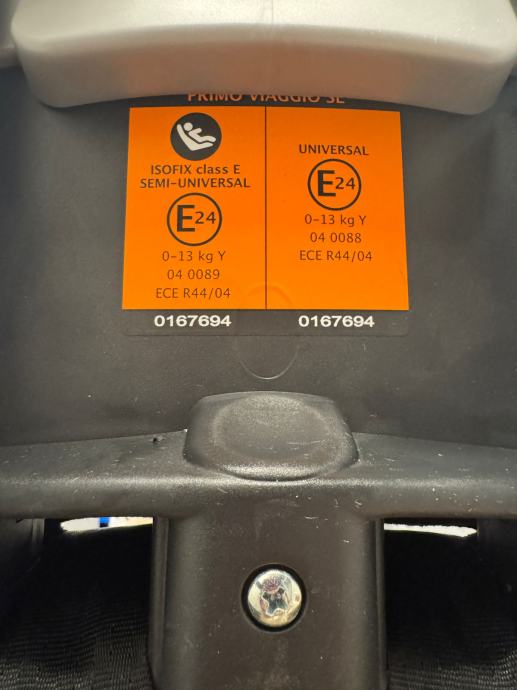 PRIMO VIAGGIO SL
ISOFIX class E
SEMI-UNIVERSAL
E24
0-13 kg Y
04 0089
ECE R44/04
0167694
UNIVERSAL
E24
0-13 kg Y
04 0088
ECE R44/04
0167694